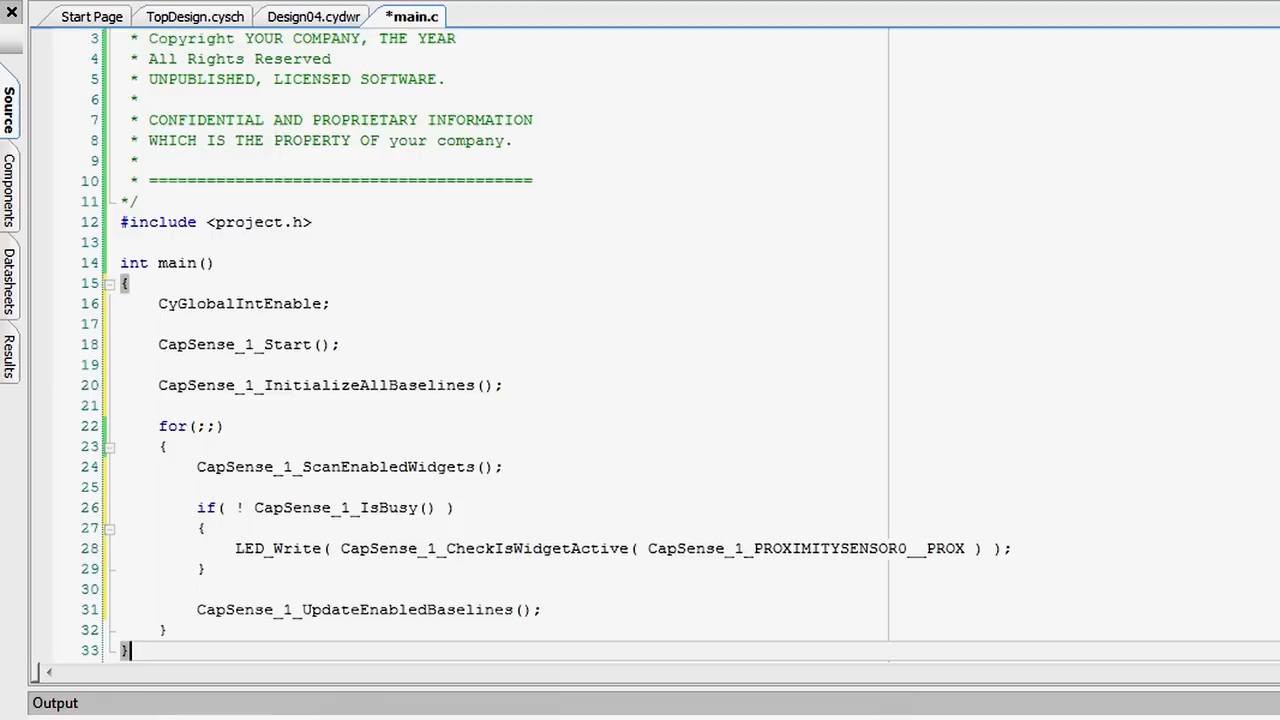 Start Page TopDesign.cysch Design04.cydwr *main.c
Source
Components
Datasheets
Results
3 * Copyright YOUR COMPANY, THE YEAR
4 * All Rights Reserved
5 * UNPUBLISHED, LICENSED SOFTWARE.
6 *
7 * CONFIDENTIAL AND PROPRIETARY INFORMATION
8 * WHICH IS THE PROPERTY OF your company.
9 *
10 * ========================================
11 */
12 #include <project.h>
13
14 int main()
15 {
16 CyGlobalIntEnable;
17
18 CapSense_1_Start();
19
20 CapSense_1_InitializeAllBaselines();
21
22 for(;;)
23 {
24 CapSense_1_ScanEnabledWidgets();
25
26 if( ! CapSense_1_IsBusy() )
27 {
28 LED_Write( CapSense_1_CheckIsWidgetActive( CapSense_1_PROXIMITYSENSOR0__PROX ) );
29 }
30
31 CapSense_1_UpdateEnabledBaselines();
32 }
33 }
Output